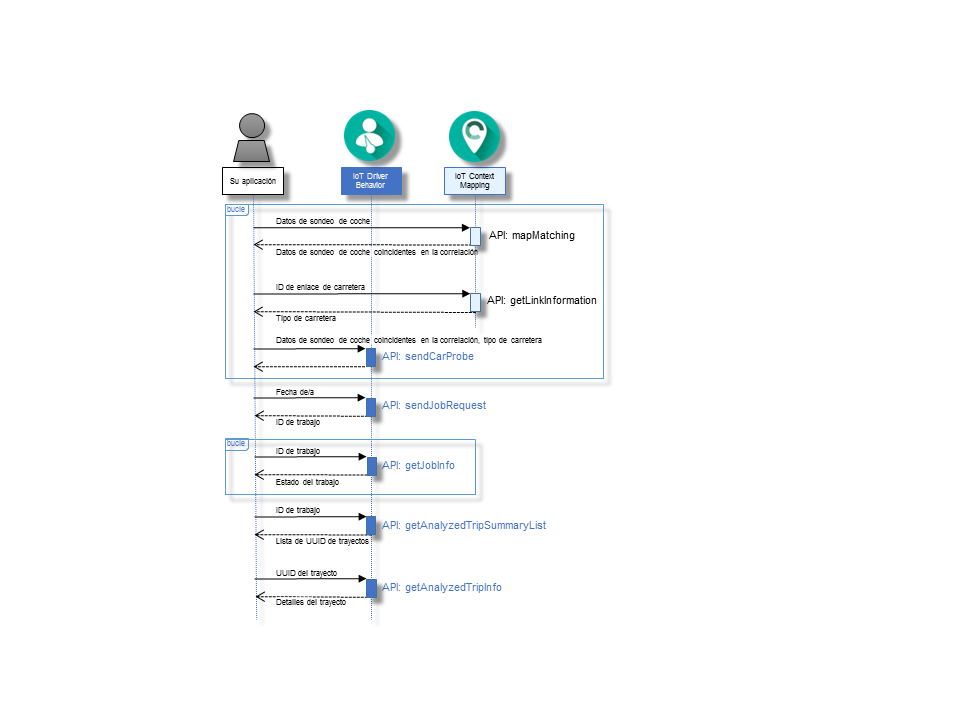 Su aplicación
IoT Driver
Behavior
IoT Context
Mapping
bucle
Datos de sondeo de coche
API: mapMatching
Datos de sondeo de coche coincidentes en la correlación
ID de enlace de carretera
API: getLinkInformation
Tipo de carretera
Datos de sondeo de coche coincidentes en la correlación, tipo de carretera
API: sendCarProbe
Fecha de/a
API: sendJobRequest
ID de trabajo
bucle
ID de trabajo
API: getJobInfo
Estado del trabajo
ID de trabajo
API: getAnalyzedTripSummaryList
Lista de UUID de trayectos
UUID del trayecto
API: getAnalyzedTripInfo
Detalles del trayecto